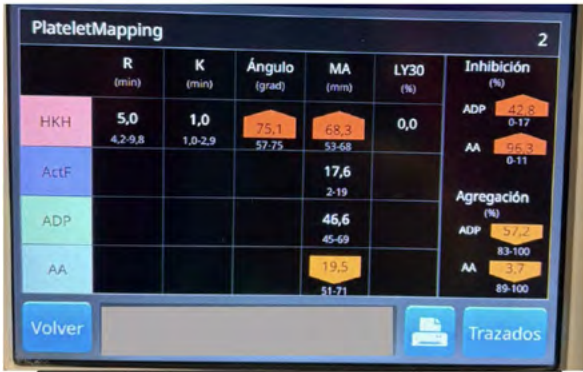 PlateletMapping
2
R K Ángulo MA LY30 Inhibición
(min) (min) (grad) (mm) (%) (%)
HKH 5,0 1,0 75,1 68,3 0,0 ADP 42,8
4,2-9,8 1,0-2,9 57-75 53-68 0-17
AA 96,3
0-11
ActF 17,6
2-19
Agregación
(%)
ADP 46,6 ADP 57,2
45-69 83-100
AA 19,5 AA 3,7
51-71 89-100
Volver Trazados